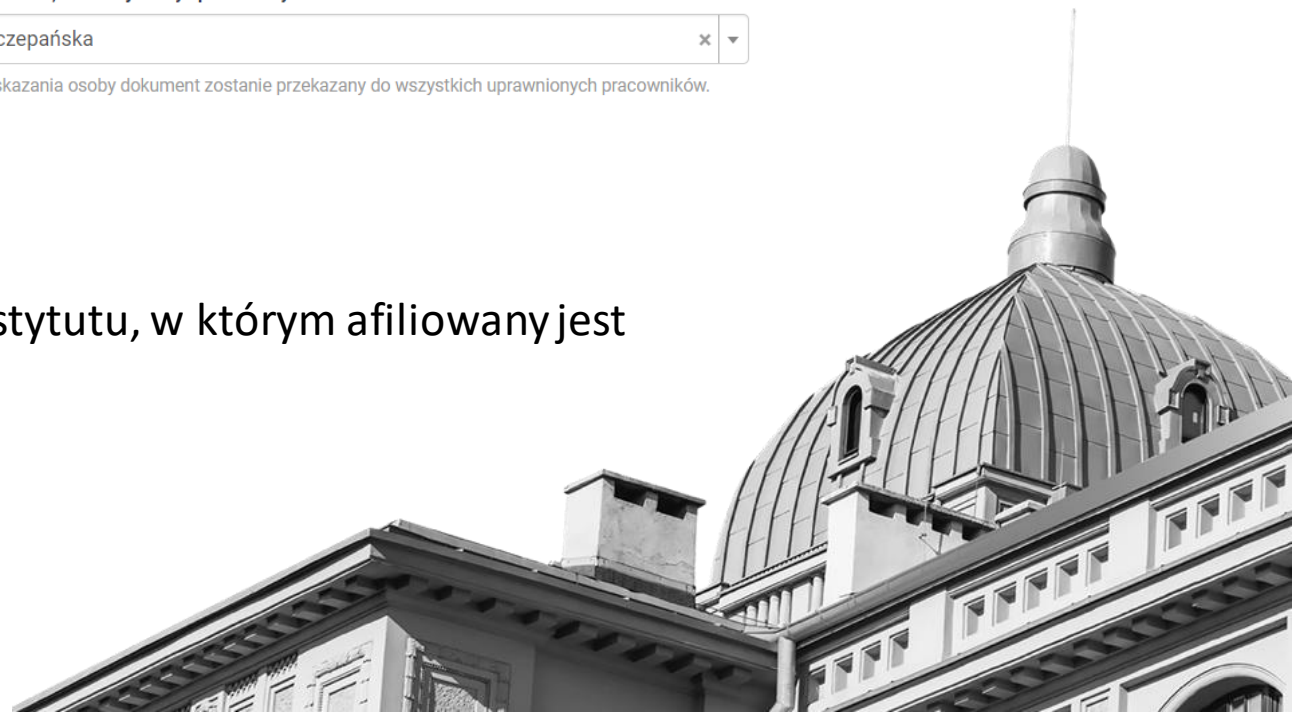 czepańska
skazania osoby dokument zostanie przekazany do wszystkich uprawnionych pracowników.
stytutu, w którym afiliowany jest